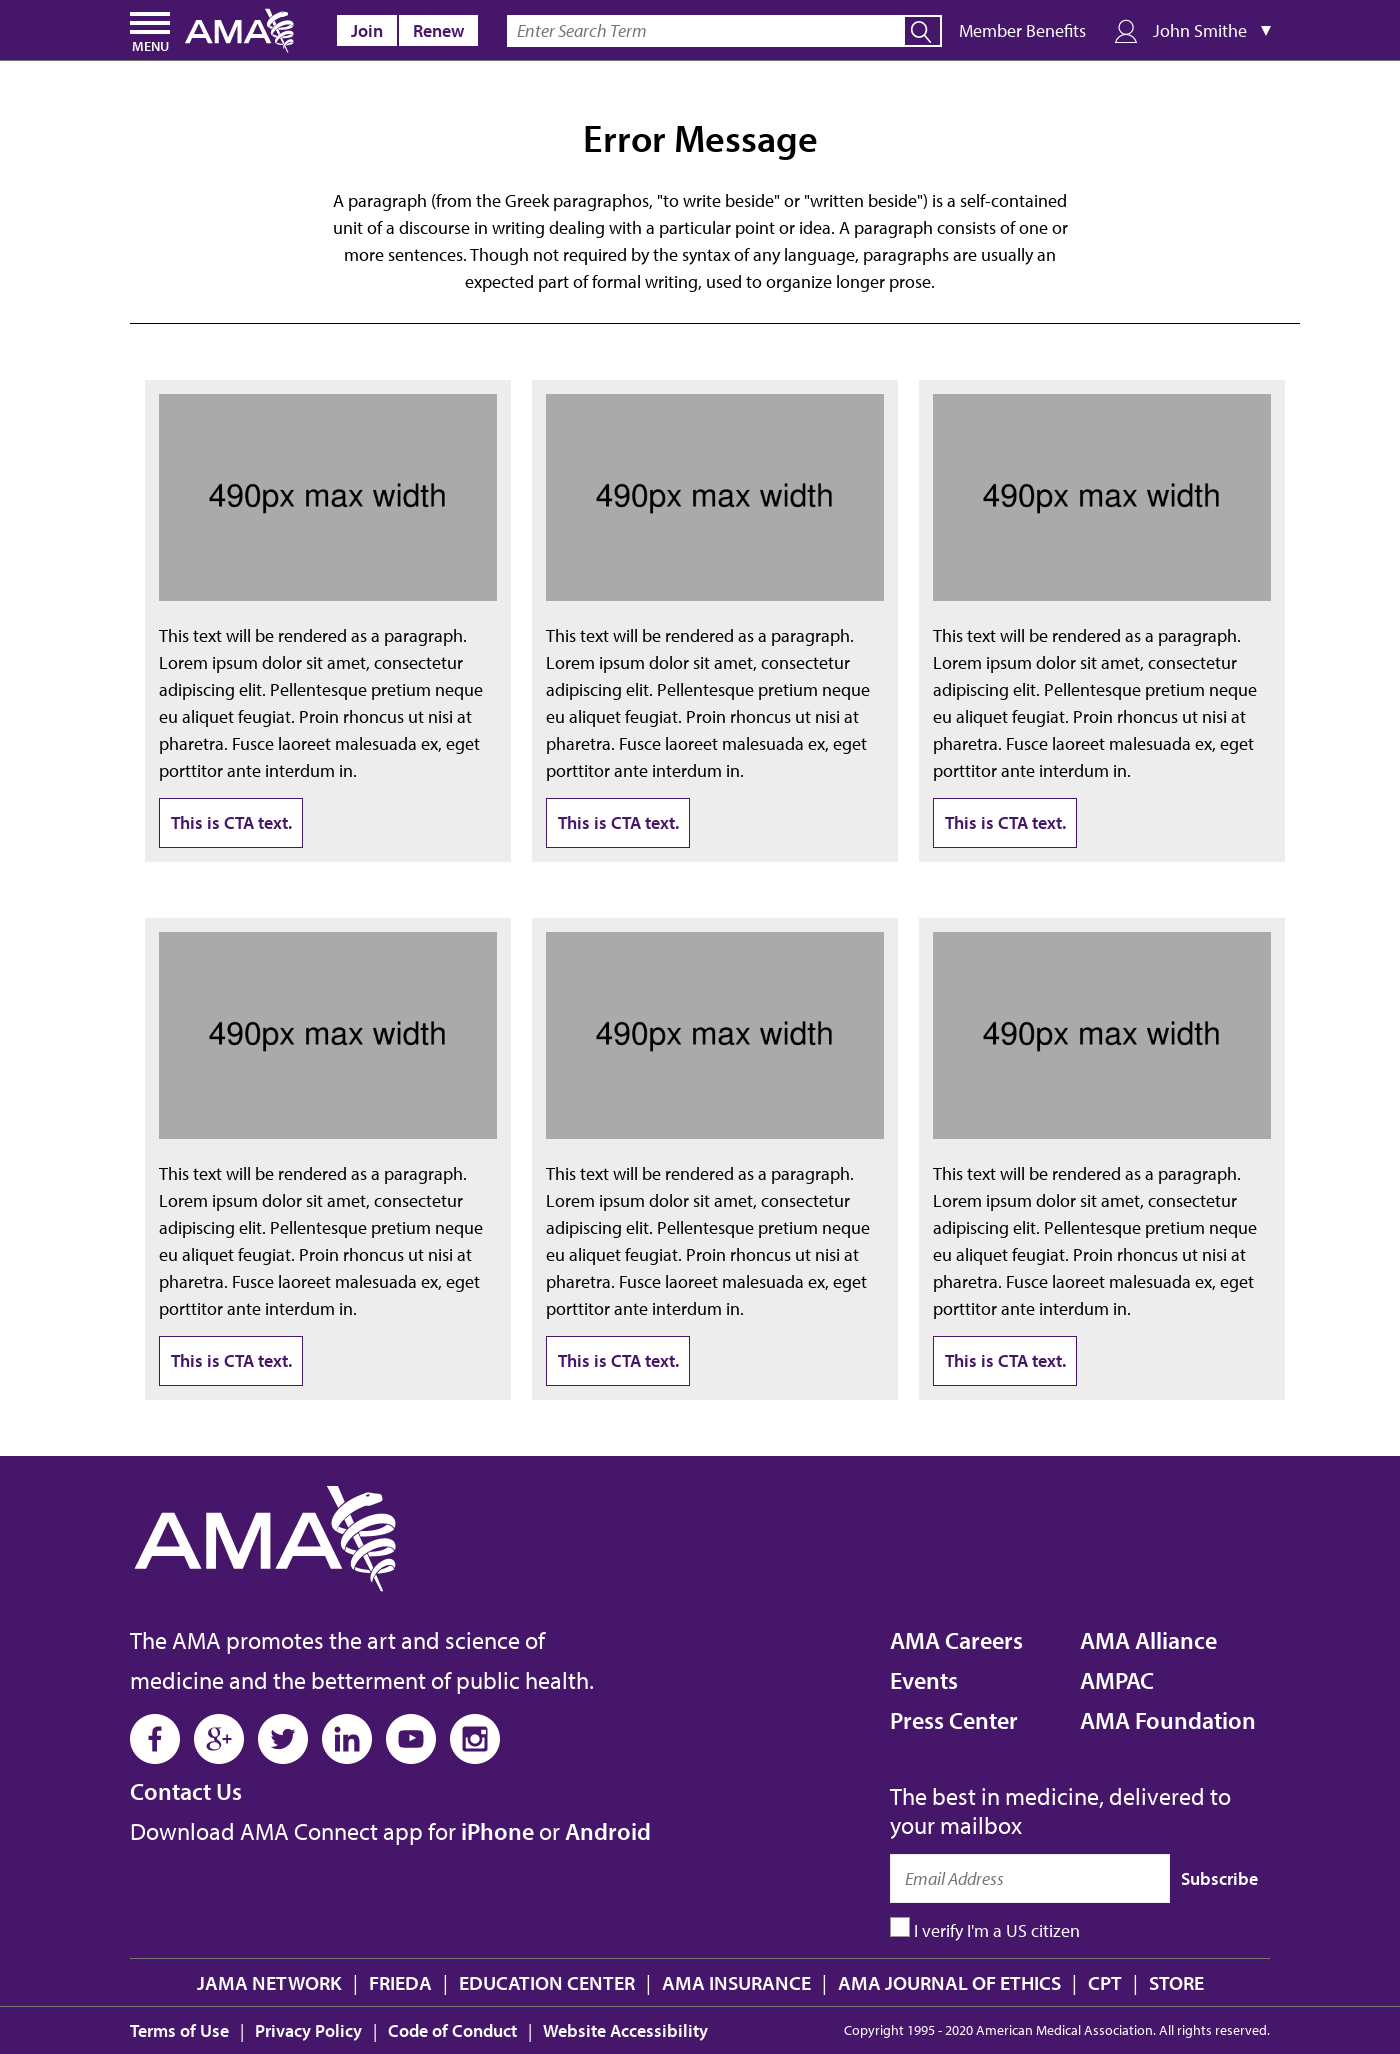 MENU
AMA
Join
Renew
Enter Search Term
Member Benefits
John Smithe
Error Message
A paragraph (from the Greek paragraphos, "to write beside" or "written beside") is a self-contained
unit of a discourse in writing dealing with a particular point or idea. A paragraph consists of one or
more sentences. Though not required by the syntax of any language, paragraphs are usually an
expected part of formal writing, used to organize longer prose.
490px max width
This text will be rendered as a paragraph.
Lorem ipsum dolor sit amet, consectetur
adipiscing elit. Pellentesque pretium neque
eu aliquet feugiat. Proin rhoncus ut nisi at
pharetra. Fusce laoreet malesuada ex, eget
porttitor ante interdum in.
This is CTA text.
490px max width
This text will be rendered as a paragraph.
Lorem ipsum dolor sit amet, consectetur
adipiscing elit. Pellentesque pretium neque
eu aliquet feugiat. Proin rhoncus ut nisi at
pharetra. Fusce laoreet malesuada ex, eget
porttitor ante interdum in.
This is CTA text.
490px max width
This text will be rendered as a paragraph.
Lorem ipsum dolor sit amet, consectetur
adipiscing elit. Pellentesque pretium neque
eu aliquet feugiat. Proin rhoncus ut nisi at
pharetra. Fusce laoreet malesuada ex, eget
porttitor ante interdum in.
This is CTA text.
490px max width
This text will be rendered as a paragraph.
Lorem ipsum dolor sit amet, consectetur
adipiscing elit. Pellentesque pretium neque
eu aliquet feugiat. Proin rhoncus ut nisi at
pharetra. Fusce laoreet malesuada ex, eget
porttitor ante interdum in.
This is CTA text.
490px max width
This text will be rendered as a paragraph.
Lorem ipsum dolor sit amet, consectetur
adipiscing elit. Pellentesque pretium neque
eu aliquet feugiat. Proin rhoncus ut nisi at
pharetra. Fusce laoreet malesuada ex, eget
porttitor ante interdum in.
This is CTA text.
490px max width
This text will be rendered as a paragraph.
Lorem ipsum dolor sit amet, consectetur
adipiscing elit. Pellentesque pretium neque
eu aliquet feugiat. Proin rhoncus ut nisi at
pharetra. Fusce laoreet malesuada ex, eget
porttitor ante interdum in.
This is CTA text.
AMA
The AMA promotes the art and science of
medicine and the betterment of public health.
Contact Us
Download AMA Connect app for iPhone or Android
AMA Careers
Events
Press Center
AMA Alliance
AMPAC
AMA Foundation
The best in medicine, delivered to
your mailbox
Email Address
Subscribe
I verify I'm a US citizen
JAMA NETWORK | FRIEDA | EDUCATION CENTER | AMA INSURANCE | AMA JOURNAL OF ETHICS | CPT | STORE
Terms of Use | Privacy Policy | Code of Conduct | Website Accessibility
Copyright 1995 - 2020 American Medical Association. All rights reserved.